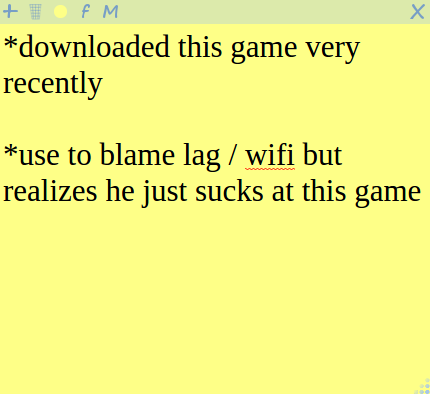 f M X
*downloaded this game very
recently
*use to blame lag / wifi but
realizes he just sucks at this game